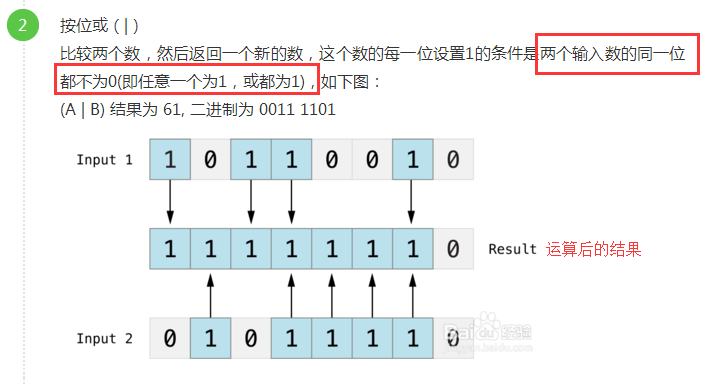 2
按位或 ( | )
比较两个数，然后返回一个新的数，这个数的每一位设置1的条件是两个输入数的同一位
都不为0(即任意一个为1，或都为1)，如下图：
(A | B) 结果为 61, 二进制为 0011 1101
Input 1 1 0 1 1 0 0 1 0
1 1 1 1 1 1 1 0 Result 运算后的结果
Input 2 0 1 0 1 1 1 1 0
Baidu 经验
jingyan.baidu.com